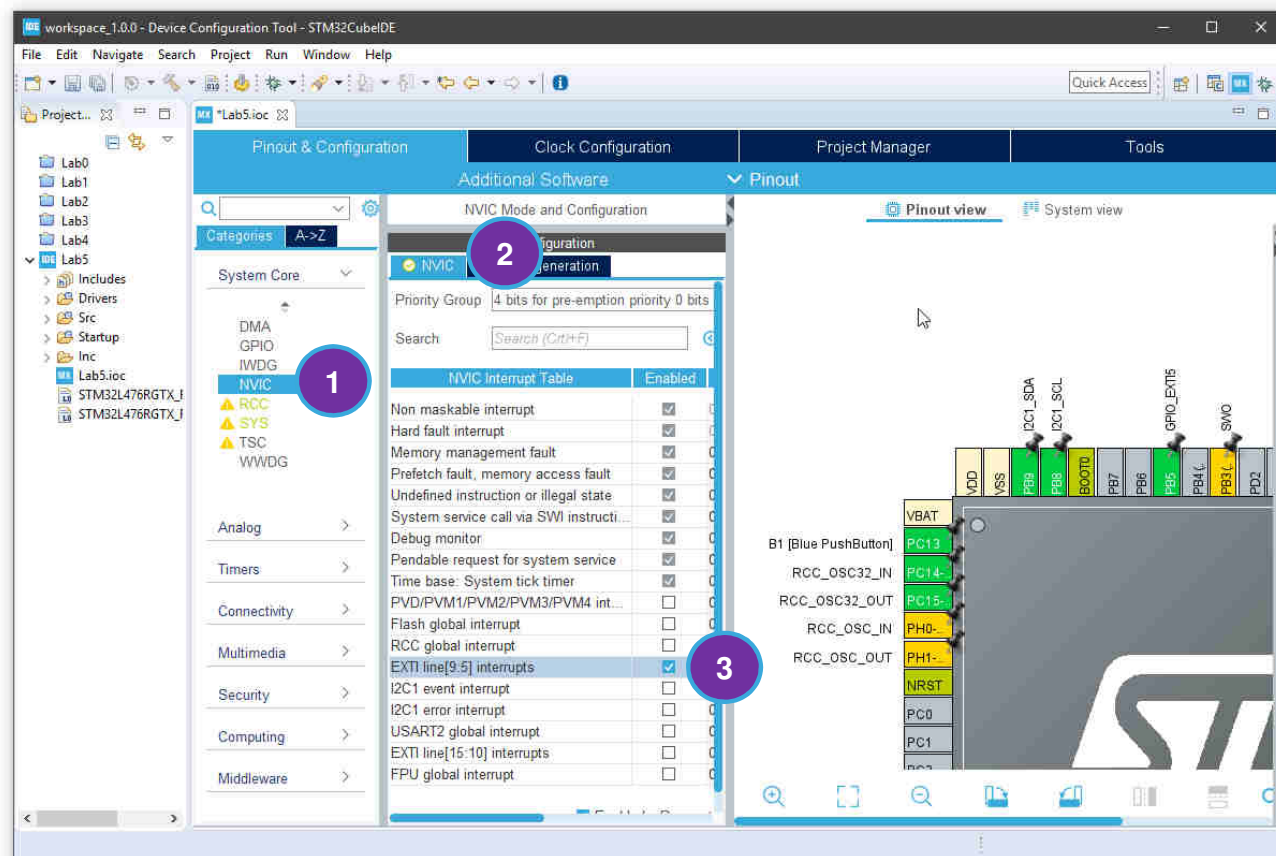 workspace_1.0.0 - Device Configuration Tool - STM32CubeIDE
File Edit Navigate Search Project Run Window Help
Quick Access
Project...
*Lab5.ioc
Lab0
Lab1
Lab2
Lab3
Lab4
Lab5
Includes
Drivers
Src
Startup
Inc
Lab5.ioc
STM32L476RGTX_F
STM32L476RGTX_F
Pinout & Configuration
Clock Configuration
Project Manager
Tools
Additional Software
Pinout
Categories
A->Z
System Core
DMA
GPIO
IWDG
NVIC
RCC
SYS
TSC
WWDG
Analog
Timers
Connectivity
Multimedia
Security
Computing
Middleware
1
NVIC Mode and Configuration
2
NVIC
Priority Group 4 bits for pre-emption priority 0 bits
Search Search (Crtl+F)
NVIC Interrupt Table Enabled
Non maskable interrupt
Hard fault interrupt
Memory management fault
Prefetch fault, memory access fault
Undefined instruction or illegal state
System service call via SWI instructi...
Debug monitor
Pendable request for system service
Time base: System tick timer
PVD/PVM1/PVM2/PVM3/PVM4 int...
Flash global interrupt
RCC global interrupt
EXTI line[9:5] interrupts
I2C1 event interrupt
I2C1 error interrupt
USART2 global interrupt
EXTI line[15:10] interrupts
FPU global interrupt
3
Pinout view
System view
I2C1_SDA
I2C1_SCL
GPIO_EXTI5
SWO
VDD
VSS
PB9
PB8
BOOT0
PB7
PB6
PB5
PB4 (..
PB3 (..
PD2
VBAT
B1 [Blue PushButton] PC13
RCC_OSC32_IN PC14-
RCC_OSC32_OUT PC15-
RCC_OSC_IN PH0-..
RCC_OSC_OUT PH1-..
NRST
PC0
PC1